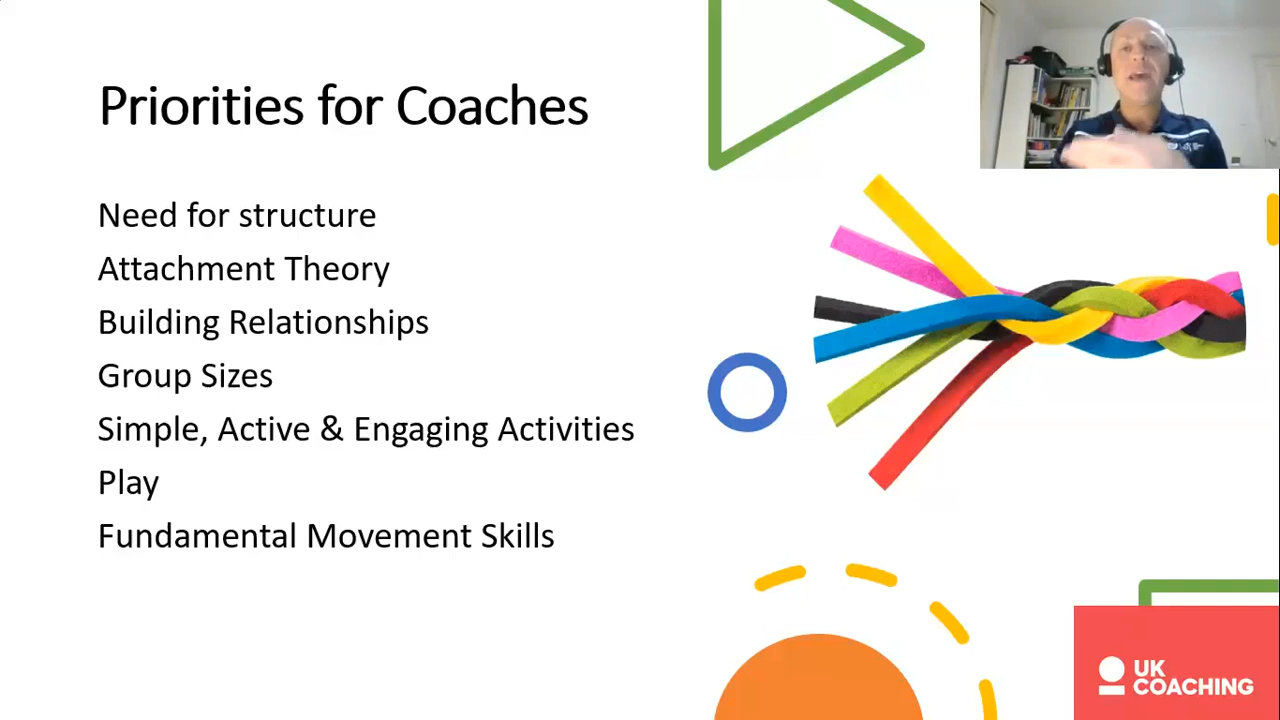 Priorities for Coaches
Need for structure
Attachment Theory
Building Relationships
Group Sizes
Simple, Active & Engaging Activities
Play
Fundamental Movement Skills
UK
COACHING